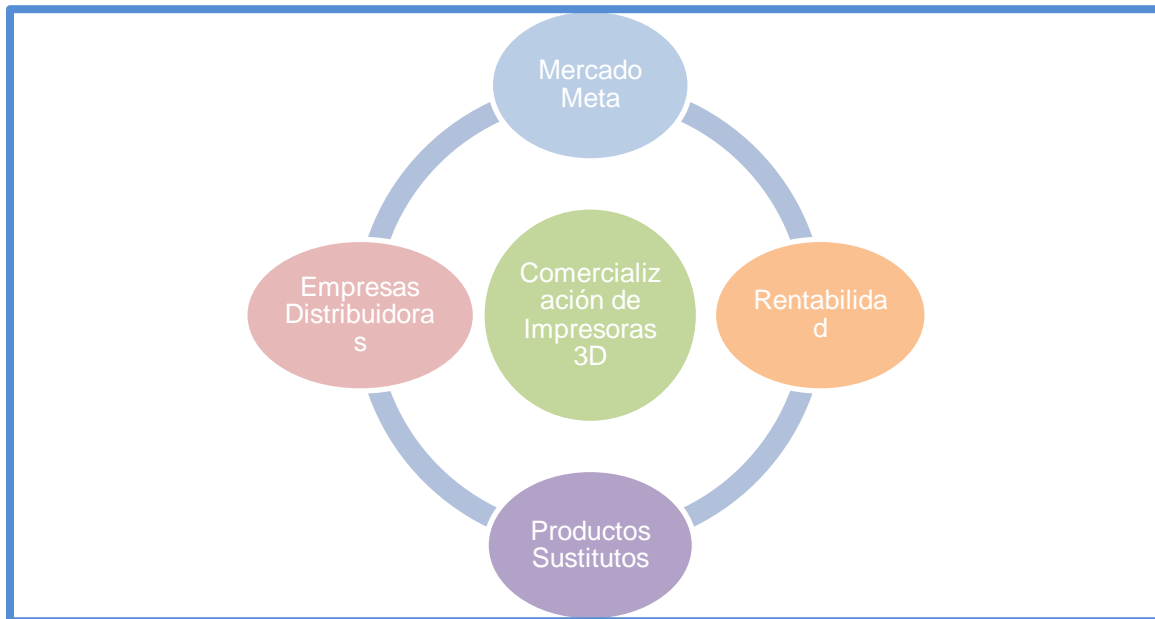 Mercado
Meta
Empresas
Distribuidora
s
Comercializ
ación de
Impresoras
3D
Rentabilida
d
Productos
Sustitutos